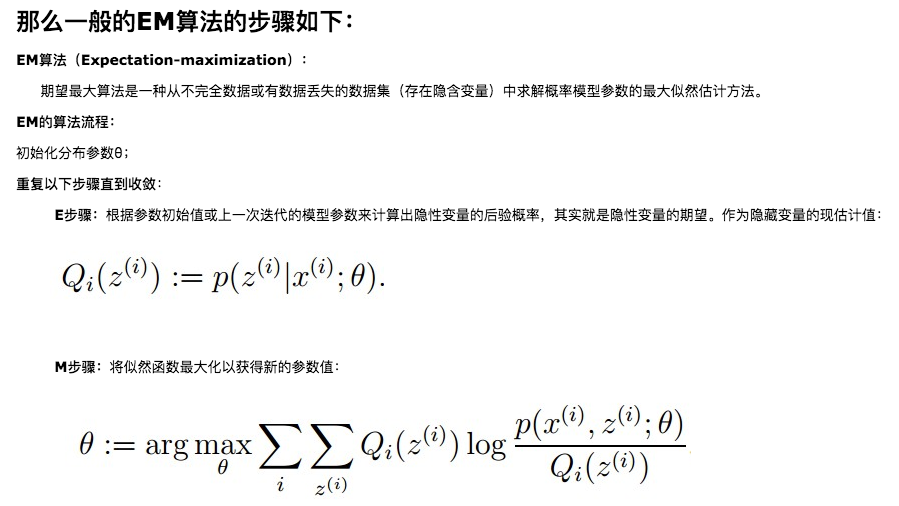 那么一般的EM算法的步骤如下：
EM算法（Expectation-maximization）：
期望最大算法是一种从不完全数据或有数据丢失的数据集（存在隐含变量）中求解概率模型参数的最大似然估计方法。
EM的算法流程：
初始化分布参数θ；
重复以下步骤直到收敛：
E步骤：根据参数初始值或上一次迭代的模型参数来计算出隐性变量的后验概率，其实就是隐性变量的期望。作为隐藏变量的现估计值：
Q_i(z^{(i)}) := p(z^{(i)}|x^{(i)};θ).
M步骤：将似然函数最大化以获得新的参数值：
θ := arg max_θ ∑_i ∑_{z^{(i)}} Q_i(z^{(i)}) log \frac{p(x^{(i)}, z^{(i)};θ)}{Q_i(z^{(i)})}